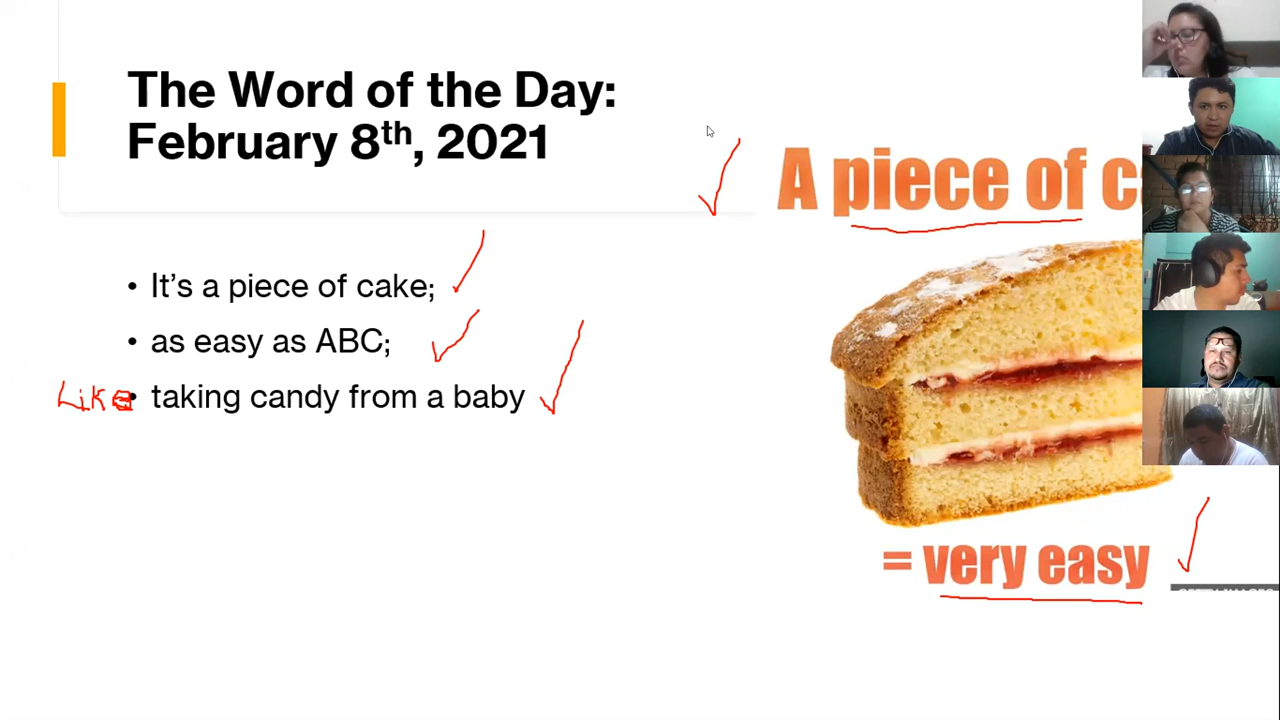 The Word of the Day:
February 8th, 2021
A piece of
• It's a piece of cake;
• as easy as ABC;
Like • taking candy from a baby
= very easy